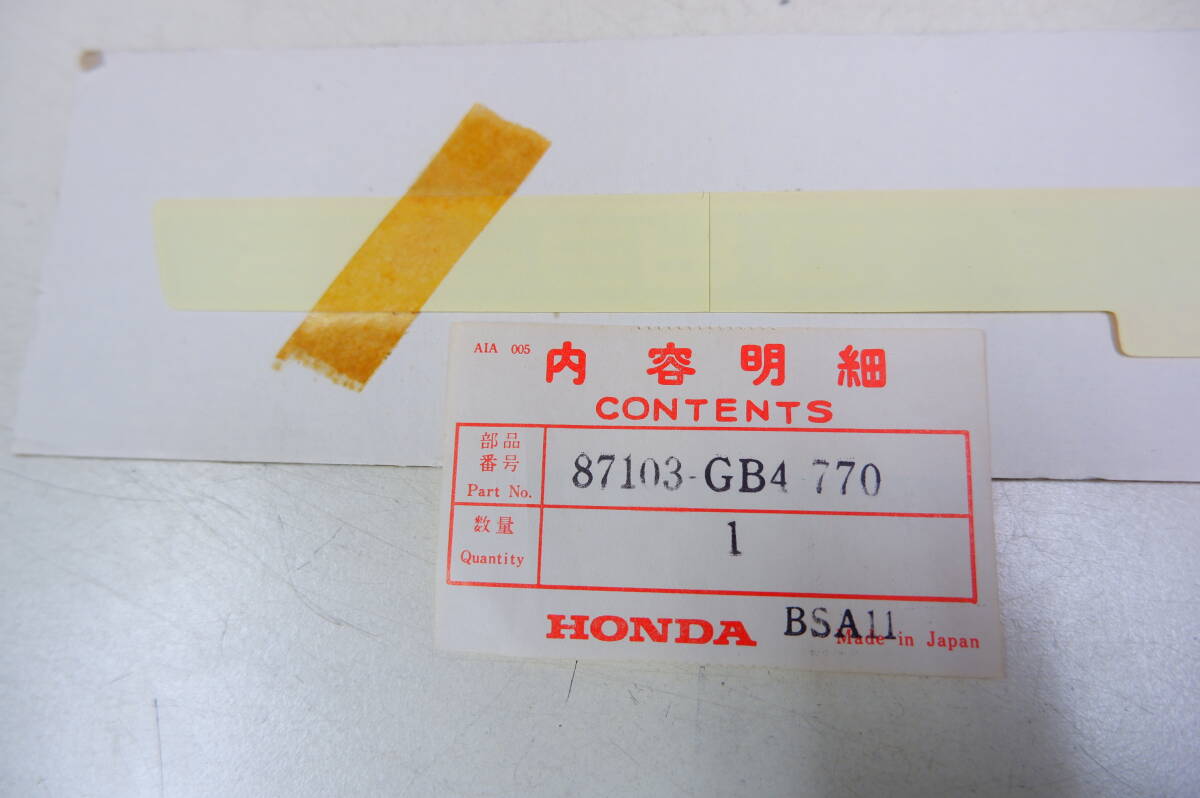 AIA 005
内容明細
CONTENTS
部品
番号
Part No.
87103-GB4 770
数量
Quantity
1
HONDA
BSA11
Made in Japan